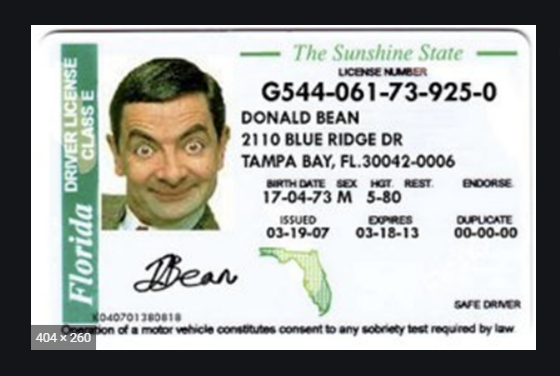 The Sunshine State
LICENSE NUMBER
G544-061-73-925-0
DONALD BEAN
2110 BLUE RIDGE DR
TAMPA BAY, FL.30042-0006
BIRTH DATE SEX HGT. REST. ENDORSE.
17-04-73 M 5-80
ISSUED EXPIRES DUPLICATE
03-19-07 03-18-13 00-00-00
DRIVER LICENSE
CLASS E
Florida
DBean
X040701380818
SAFE DRIVER
Operation of a motor vehicle constitutes consent to any sobriety test required by law
404 × 260